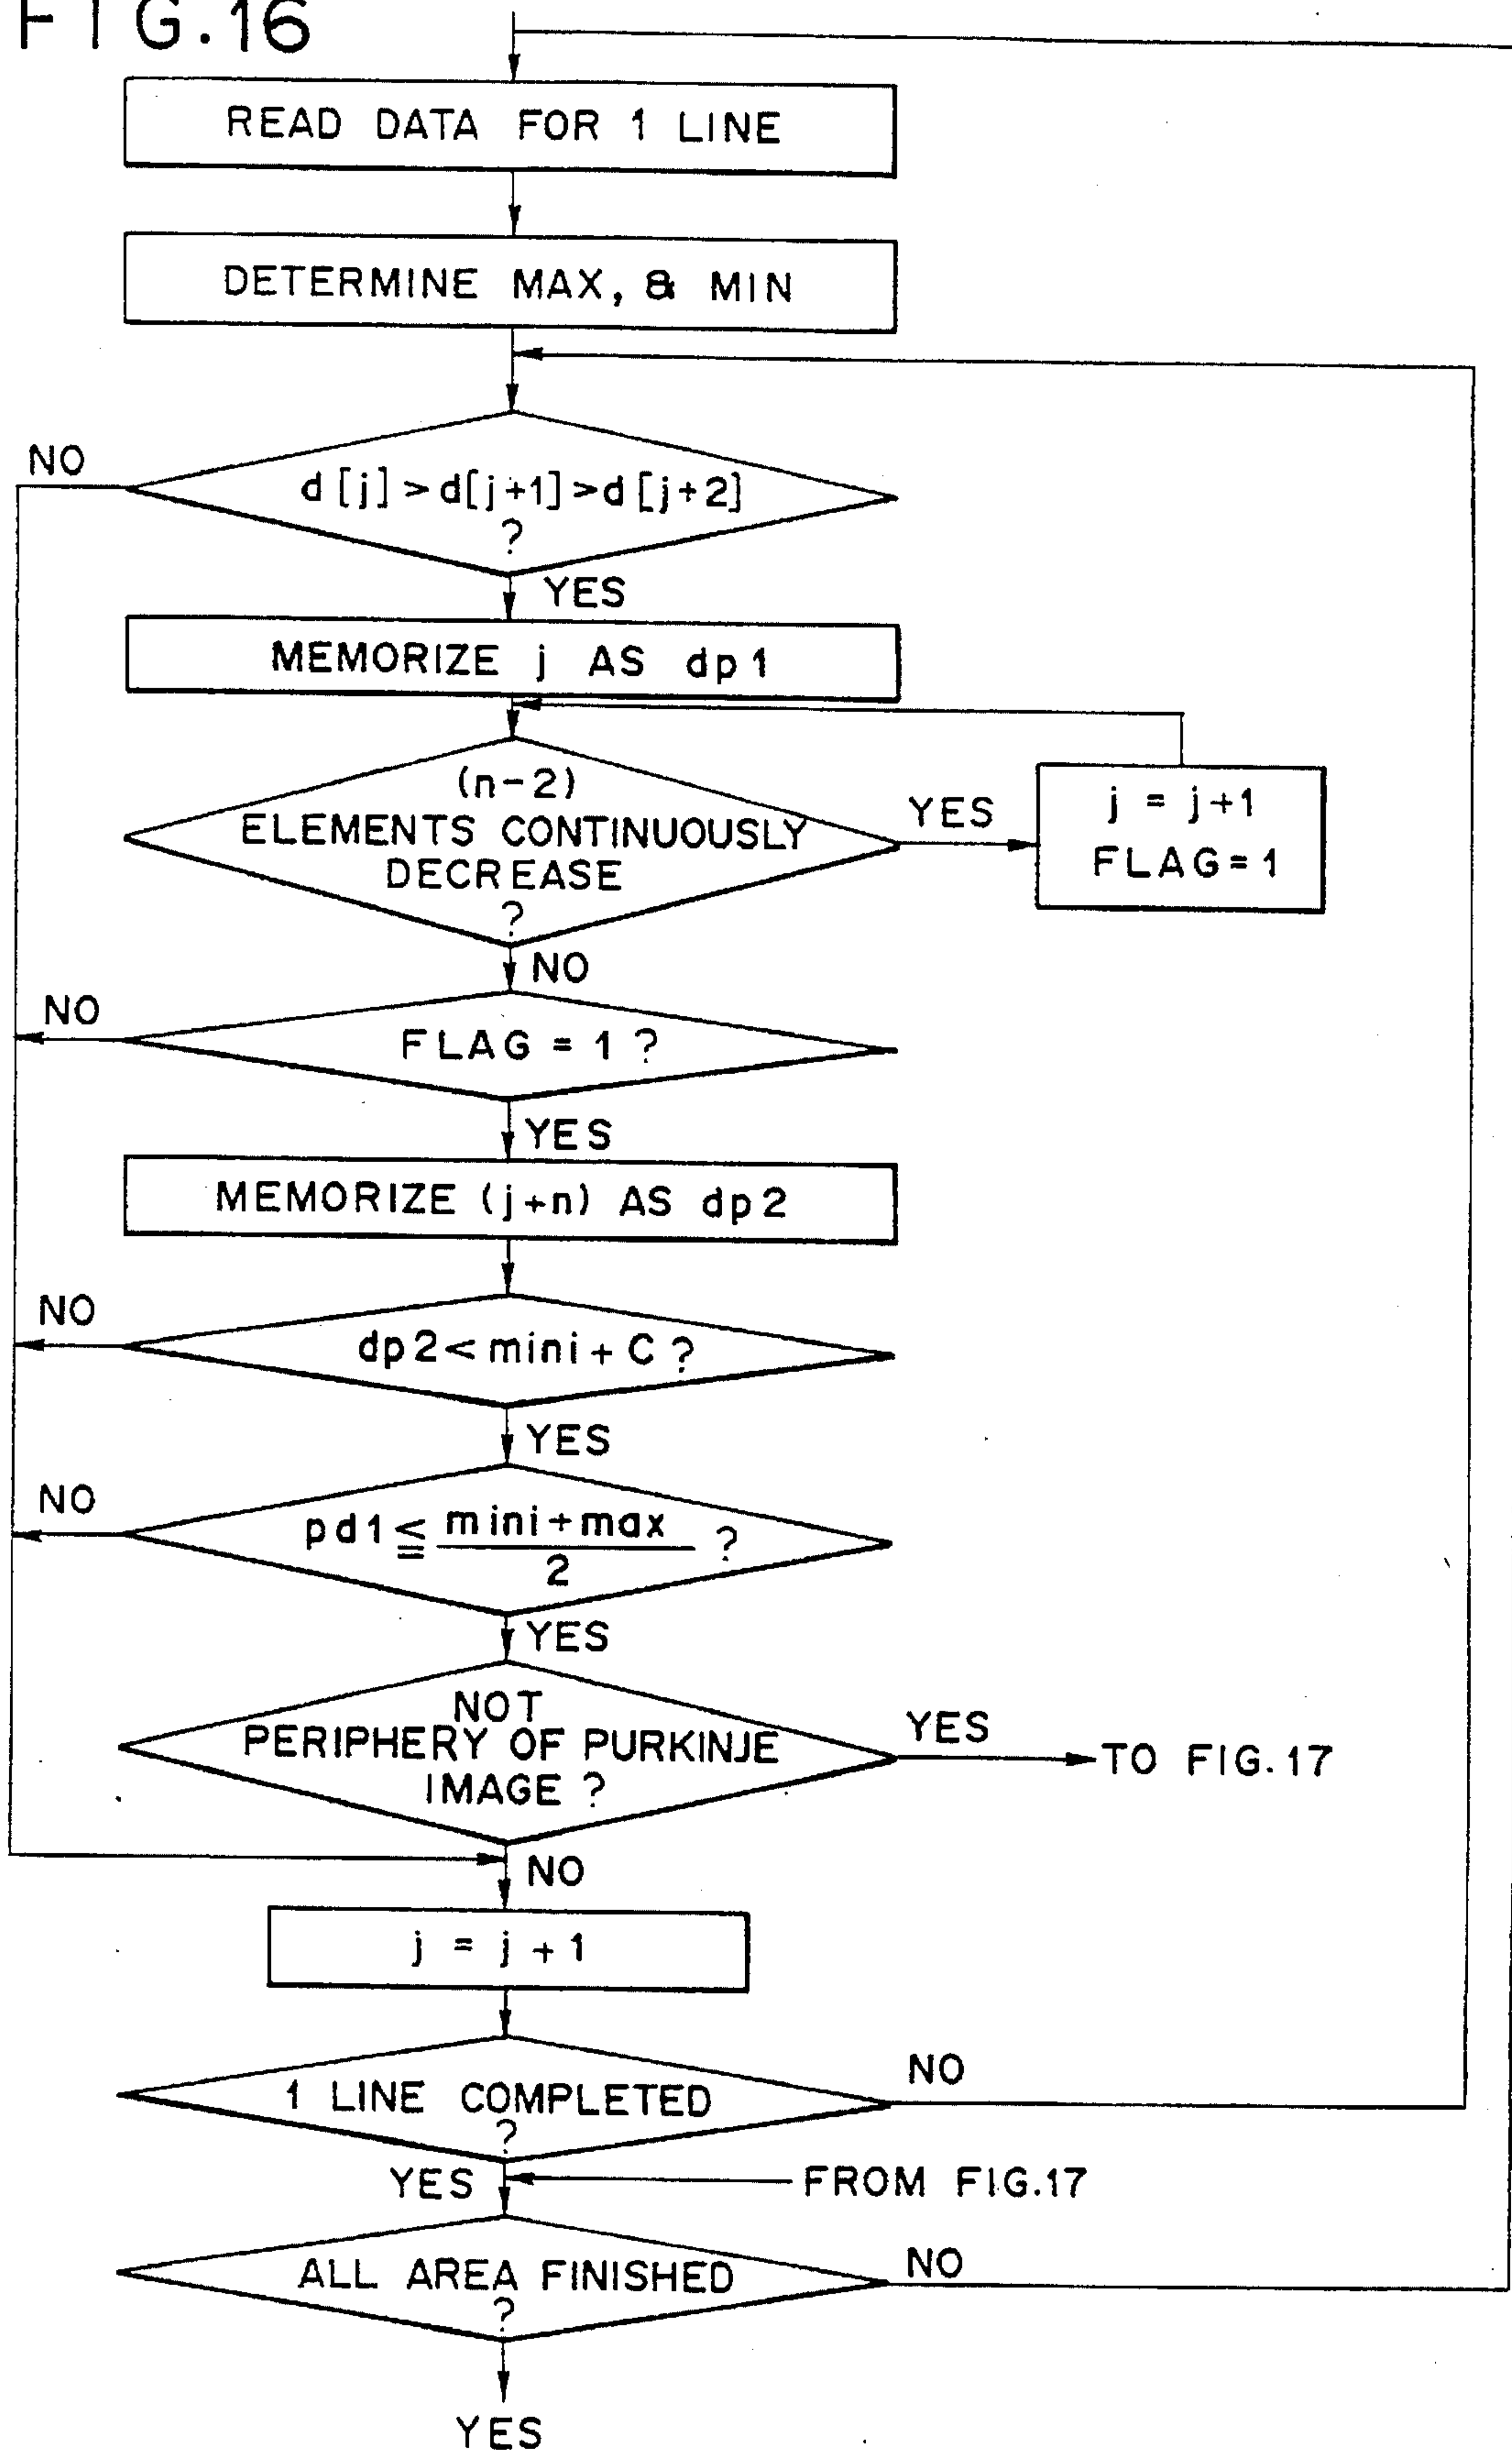 FIG.16
READ DATA FOR 1 LINE
DETERMINE MAX, & MIN
NO
d[j]>d[j+1]>d[j+2]
?
YES
MEMORIZE j AS dp1
(n-2)
ELEMENTS CONTINUOUSLY
DECREASE
?
YES
j = j+1
FLAG=1
NO
NO
FLAG = 1 ?
YES
MEMORIZE (j+n) AS dp2
NO
dp2< mini + C ?
YES
NO
pd1 ≦ mini+max
2
?
YES
NOT
PERIPHERY OF PURKINJE
IMAGE ?
YES
TO FIG.17
NO
j = j + 1
1 LINE COMPLETED
?
NO
YES
FROM FIG.17
ALL AREA FINISHED
?
NO
YES